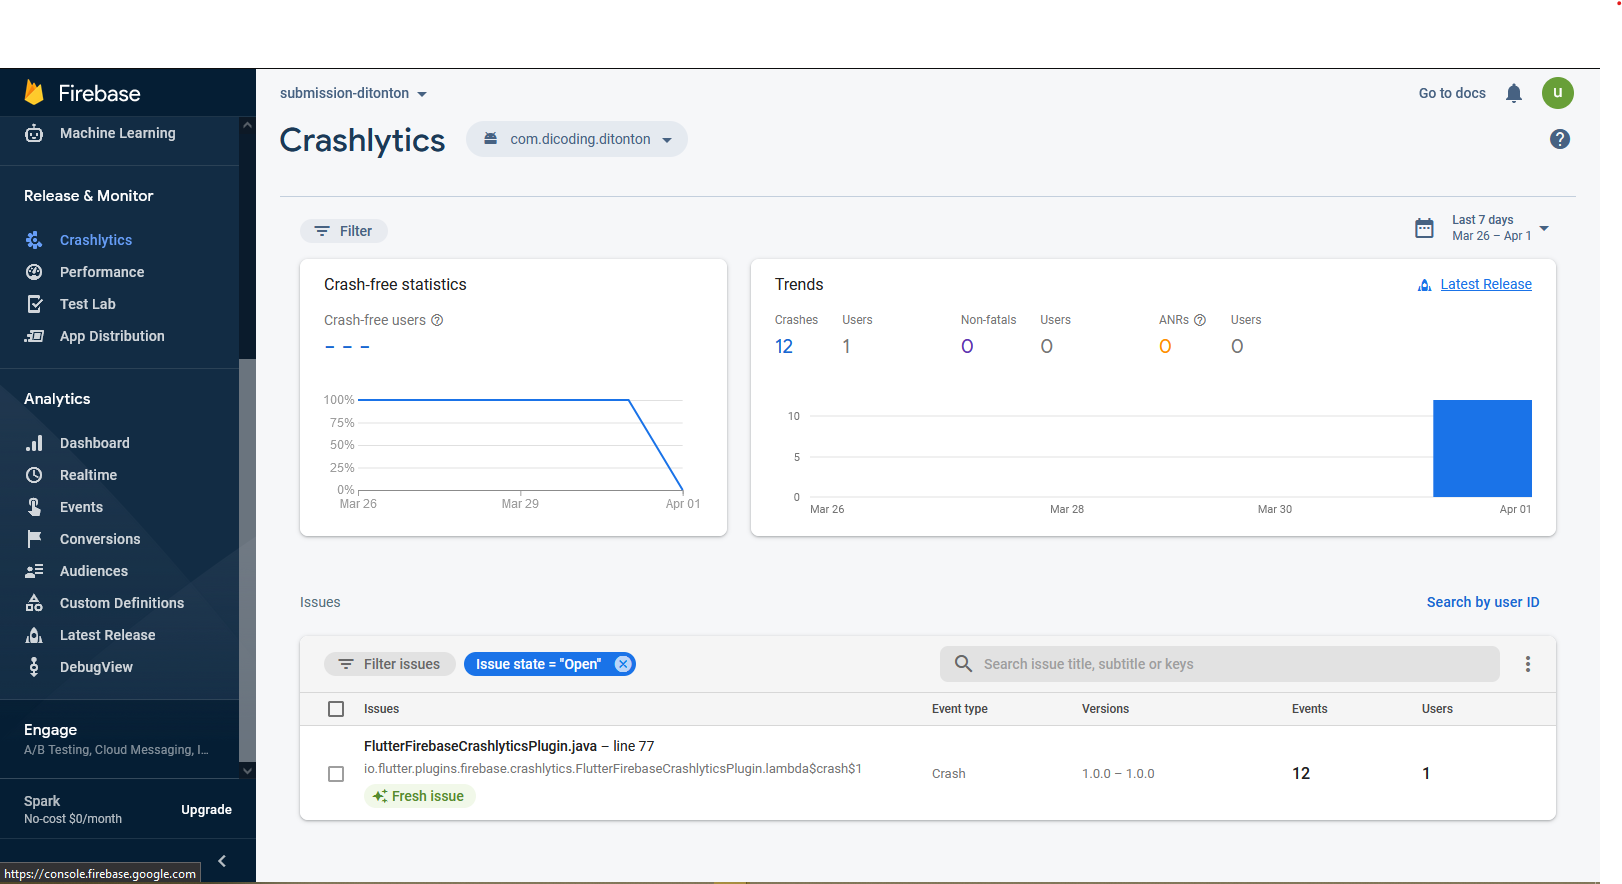 Firebase
Machine Learning
Release & Monitor
Crashlytics
Performance
Test Lab
App Distribution
Analytics
Dashboard
Realtime
Events
Conversions
Audiences
Custom Definitions
Latest Release
DebugView
Engage
A/B Testing, Cloud Messaging, I...
Spark
No-cost $0/month
Upgrade
https://console.firebase.google.com
submission-ditonton
Go to docs
u
Crashlytics
com.dicoding.ditonton
Filter
Last 7 days
Mar 26 – Apr 1
Crash-free statistics
Crash-free users
– – –
100%
75%
50%
25%
0%
Mar 26 Mar 29 Apr 01
Trends
Latest Release
Crashes Users Non-fatals Users ANRs Users
12 1 0 0 0 0
10
5
0
Mar 26 Mar 28 Mar 30 Apr 01
Issues
Search by user ID
Filter issues
Issue state = "Open"
Search issue title, subtitle or keys
Issues Event type Versions Events Users
FlutterFirebaseCrashlyticsPlugin.java – line 77
io.flutter.plugins.firebase.crashlytics.FlutterFirebaseCrashlyticsPlugin.lambda$crash$1
Fresh issue
Crash 1.0.0 – 1.0.0 12 1